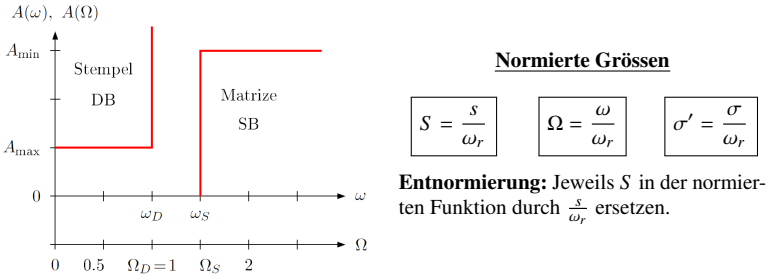 A(ω), A(Ω)
A_min
Stempel
DB
Matrize
SB
A_max
0
ω
ω_D ω_S
Ω
0 0.5 Ω_D=1 Ω_S 2
Normierte Grössen
S = s/ω_r Ω = ω/ω_r σ′ = σ/ω_r
Entnormierung: Jeweils S in der normier-
ten Funktion durch s/ω_r ersetzen.